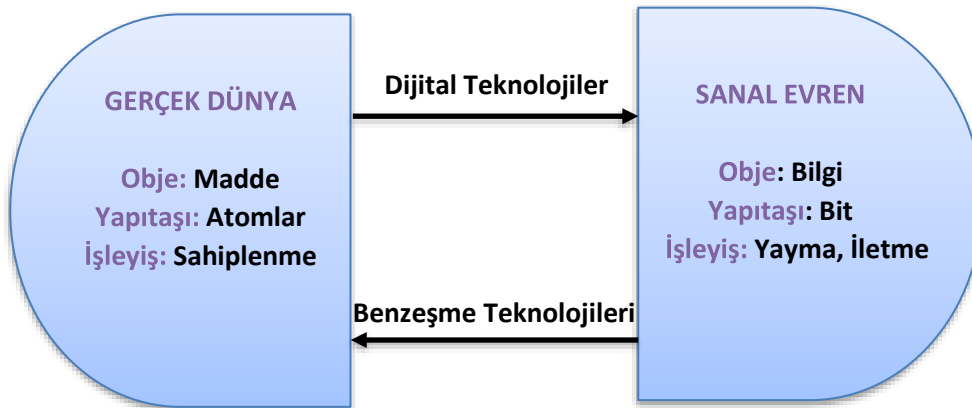 GERÇEK DÜNYA
Obje: Madde
Yapıtaşı: Atomlar
İşleyiş: Sahiplenme
Dijital Teknolojiler
Benzeşme Teknolojileri
SANAL EVREN
Obje: Bilgi
Yapıtaşı: Bit
İşleyiş: Yayma, İletme